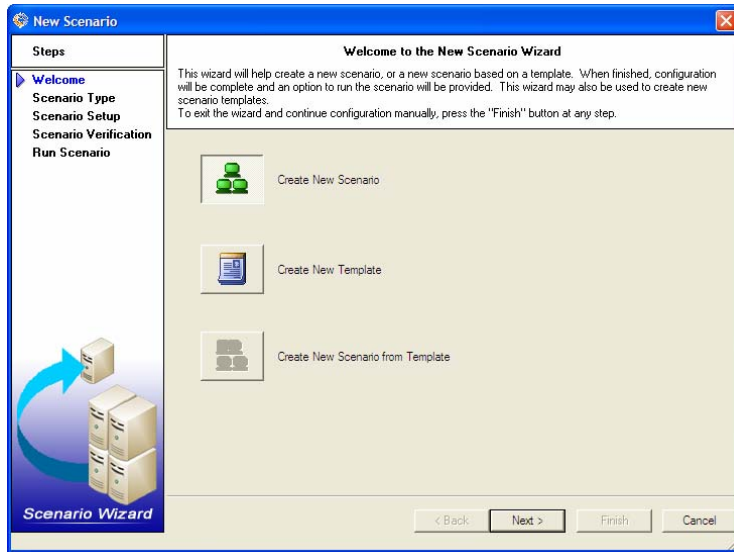 New Scenario
Steps
Welcome
Scenario Type
Scenario Setup
Scenario Verification
Run Scenario
Scenario Wizard
Welcome to the New Scenario Wizard
This wizard will help create a new scenario, or a new scenario based on a template. When finished, configuration
will be complete and an option to run the scenario will be provided. This wizard may also be used to create new
scenario templates.
To exit the wizard and continue configuration manually, press the "Finish" button at any step.
Create New Scenario
Create New Template
Create New Scenario from Template
< Back
Next >
Finish
Cancel